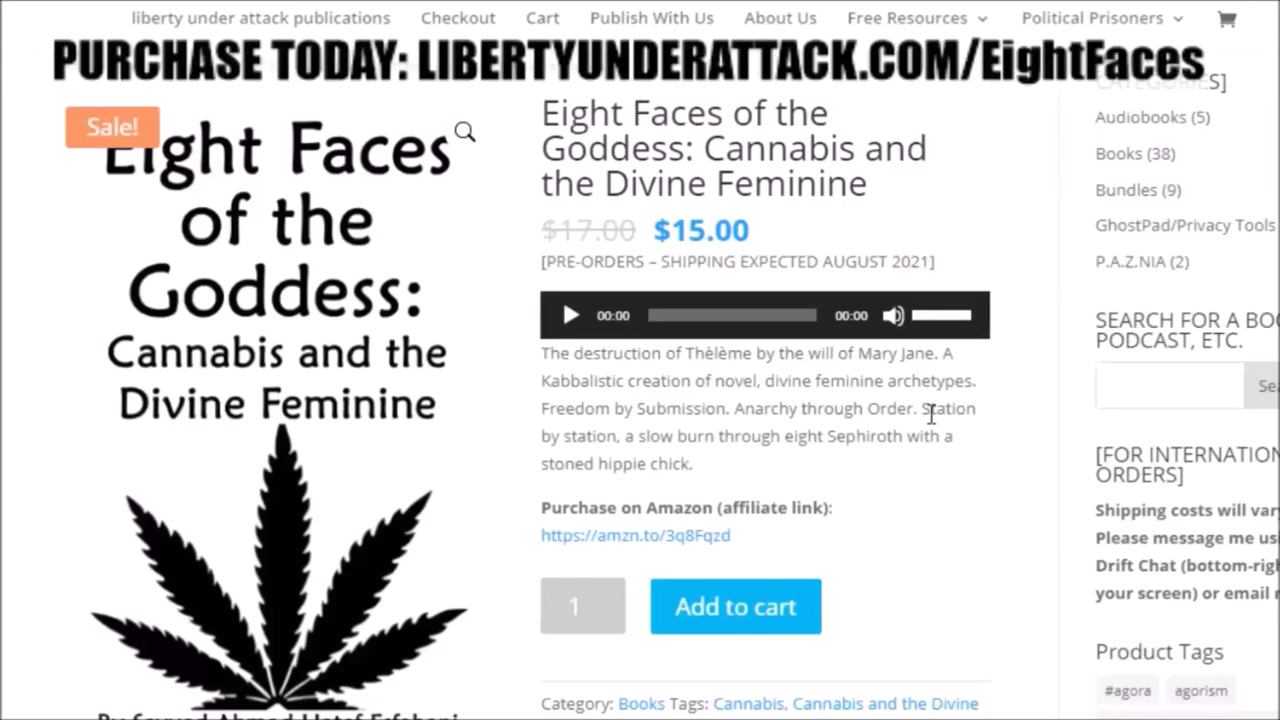 liberty under attack publications Checkout Cart Publish With Us About Us Free Resources Political Prisoners
PURCHASE TODAY: LIBERTYUNDERATTACK.COM/EightFaces
Sale!
Eight Faces
of the
Goddess:
Cannabis and the
Divine Feminine
Eight Faces of the
Goddess: Cannabis and
the Divine Feminine
$17.00 $15.00
[PRE-ORDERS – SHIPPING EXPECTED AUGUST 2021]
00:00 00:00
The destruction of Thèlème by the will of Mary Jane. A
Kabbalistic creation of novel, divine feminine archetypes.
Freedom by Submission. Anarchy through Order. Station
by station, a slow burn through eight Sephiroth with a
stoned hippie chick.
Purchase on Amazon (affiliate link):
https://amzn.to/3q8Fqzd
1 Add to cart
Category: Books Tags: Cannabis, Cannabis and the Divine
Audiobooks (5)
Books (38)
Bundles (9)
GhostPad/Privacy Tools
P.A.Z.NIA (2)
SEARCH FOR A BOO
PODCAST, ETC.
Se
[FOR INTERNATION
ORDERS]
Shipping costs will var
Please message me us
Drift Chat (bottom-righ
your screen) or email
Product Tags
#agora agorism